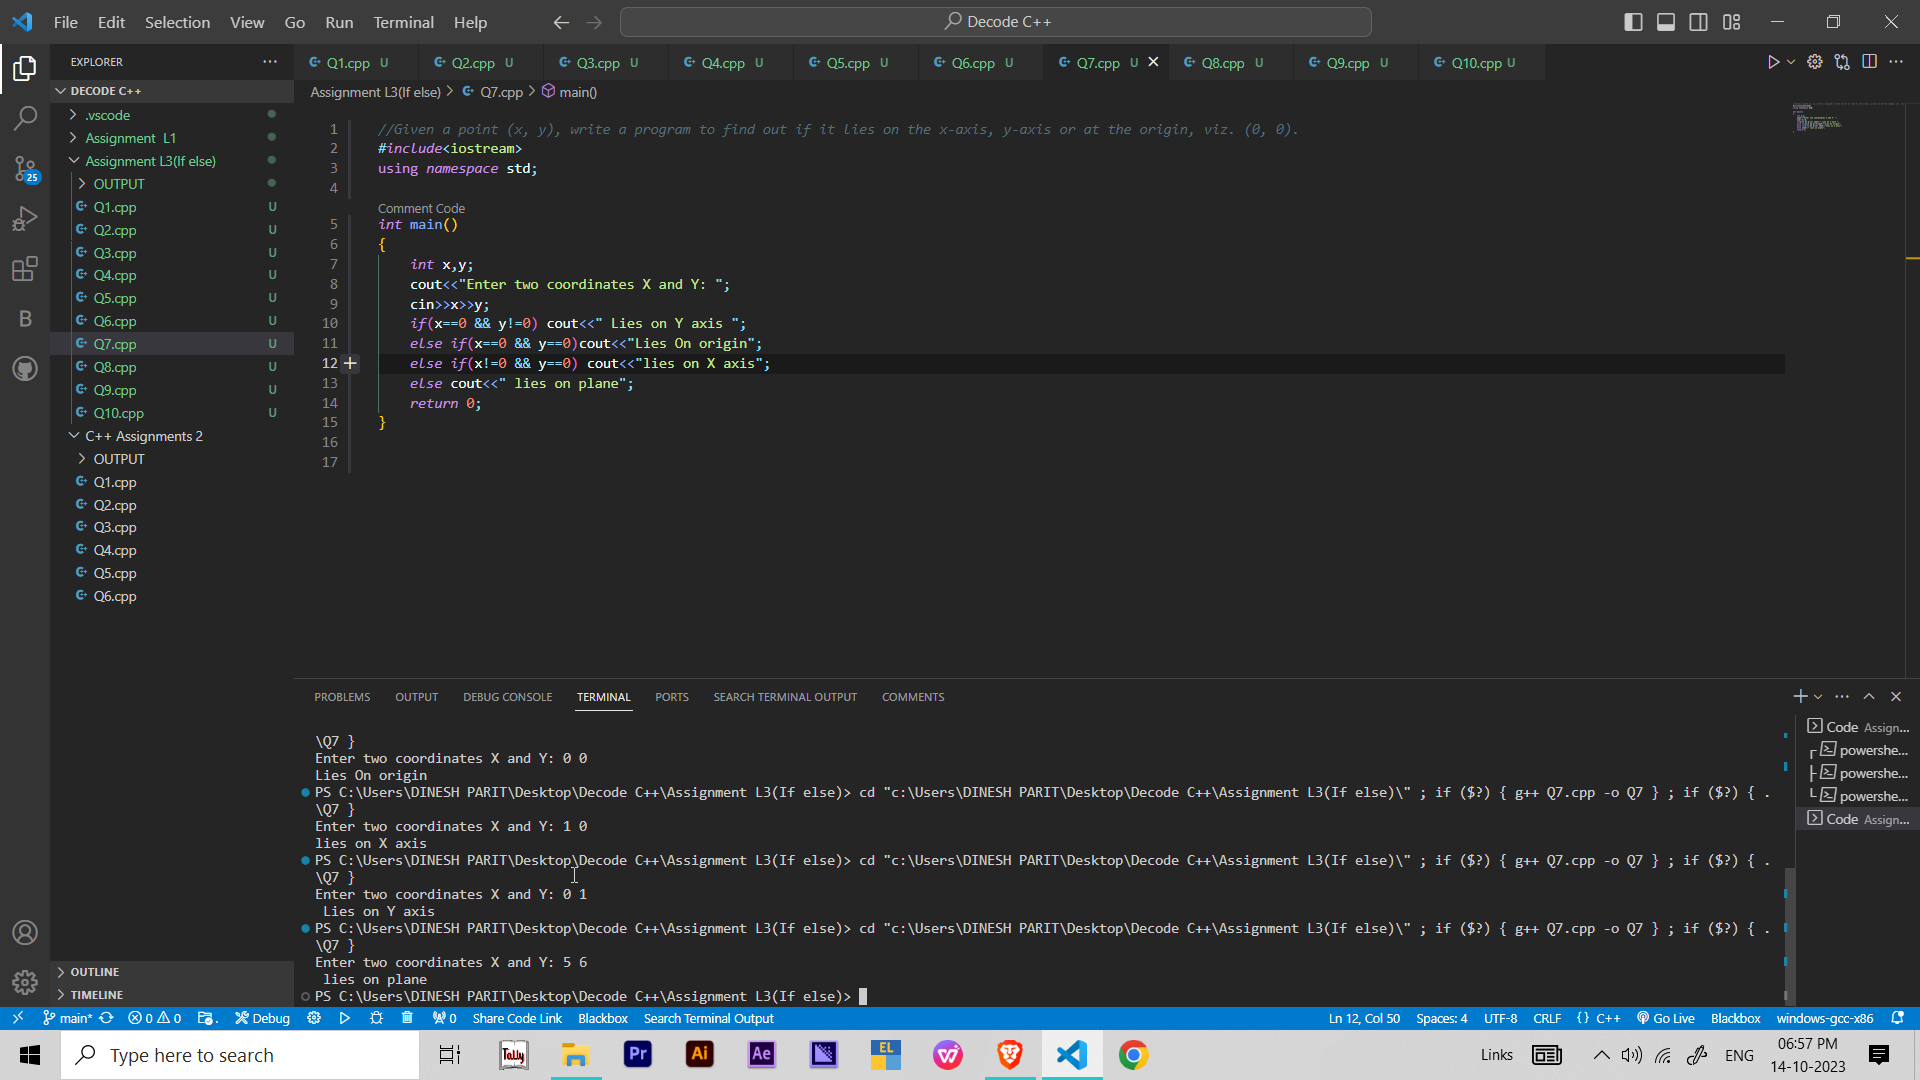 File Edit Selection View Go Run Terminal Help
Decode C++
EXPLORER
DECODE C++
.vscode
Assignment L1
Assignment L3(If else)
OUTPUT
Q1.cpp U
Q2.cpp U
Q3.cpp U
Q4.cpp U
Q5.cpp U
Q6.cpp U
Q7.cpp U
Q8.cpp U
Q9.cpp U
Q10.cpp U
C++ Assignments 2
OUTPUT
Q1.cpp
Q2.cpp
Q3.cpp
Q4.cpp
Q5.cpp
Q6.cpp
OUTLINE
TIMELINE
25
B
Q1.cpp U Q2.cpp U Q3.cpp U Q4.cpp U Q5.cpp U Q6.cpp U Q7.cpp U Q8.cpp U Q9.cpp U Q10.cpp U
Assignment L3(If else) > Q7.cpp > main()
1 //Given a point (x, y), write a program to find out if it lies on the x-axis, y-axis or at the origin, viz. (0, 0).
2 #include<iostream>
3 using namespace std;
4
Comment Code
5 int main()
6 {
7 int x,y;
8 cout<<"Enter two coordinates X and Y: ";
9 cin>>x>>y;
10 if(x==0 && y!=0) cout<<" Lies on Y axis ";
11 else if(x==0 && y==0)cout<<"Lies On origin";
12 else if(x!=0 && y==0) cout<<"lies on X axis";
13 else cout<<" lies on plane";
14 return 0;
15 }
16
17
PROBLEMS OUTPUT DEBUG CONSOLE TERMINAL PORTS SEARCH TERMINAL OUTPUT COMMENTS
\Q7 }
Enter two coordinates X and Y: 0 0
Lies On origin
PS C:\Users\DINESH PARIT\Desktop\Decode C++\Assignment L3(If else)> cd "c:\Users\DINESH PARIT\Desktop\Decode C++\Assignment L3(If else)\" ; if ($?) { g++ Q7.cpp -o Q7 } ; if ($?) { .
\Q7 }
Enter two coordinates X and Y: 1 0
lies on X axis
PS C:\Users\DINESH PARIT\Desktop\Decode C++\Assignment L3(If else)> cd "c:\Users\DINESH PARIT\Desktop\Decode C++\Assignment L3(If else)\" ; if ($?) { g++ Q7.cpp -o Q7 } ; if ($?) { .
\Q7 }
Enter two coordinates X and Y: 0 1
Lies on Y axis
PS C:\Users\DINESH PARIT\Desktop\Decode C++\Assignment L3(If else)> cd "c:\Users\DINESH PARIT\Desktop\Decode C++\Assignment L3(If else)\" ; if ($?) { g++ Q7.cpp -o Q7 } ; if ($?) { .
\Q7 }
Enter two coordinates X and Y: 5 6
lies on plane
PS C:\Users\DINESH PARIT\Desktop\Decode C++\Assignment L3(If else)>
Code Assign...
powershe...
powershe...
powershe...
Code Assign...
main* 0 0 Debug 0 Share Code Link Blackbox Search Terminal Output Ln 12, Col 50 Spaces: 4 UTF-8 CRLF {} C++ Go Live Blackbox windows-gcc-x86
Type here to search
Tally Pr Ai Ae EL
Links ENG
06:57 PM
14-10-2023